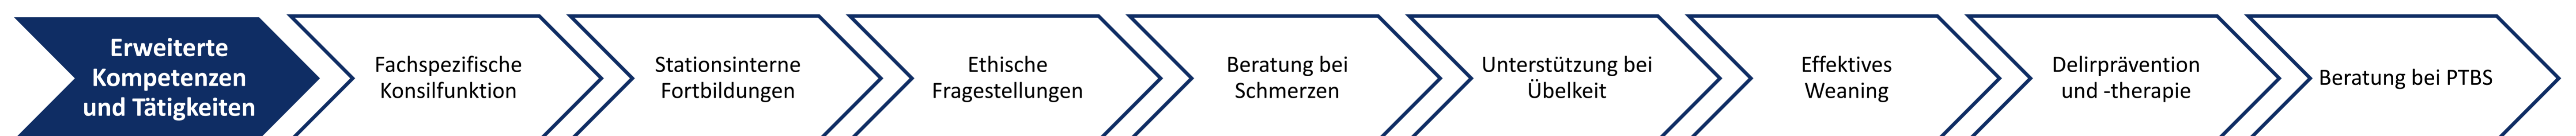 Erweiterte
Kompetenzen
und Tätigkeiten
Fachspezifische
Konsilfunktion
Stationsinterne
Fortbildungen
Ethische
Fragestellungen
Beratung bei
Schmerzen
Unterstützung bei
Übelkeit
Effektives
Weaning
Delirprävention
und -therapie
Beratung bei PTBS